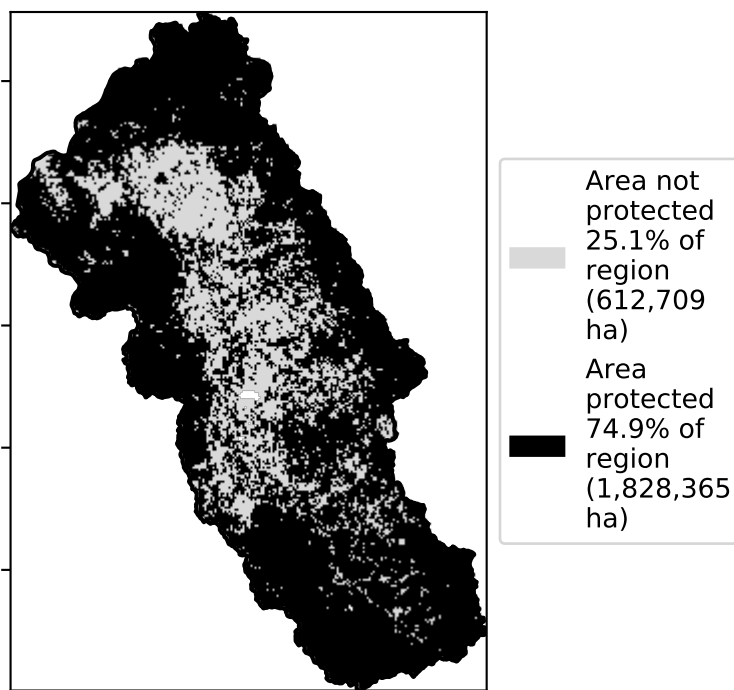 Area not
protected
25.1% of
region
(612,709
ha)
Area
protected
74.9% of
region
(1,828,365
ha)